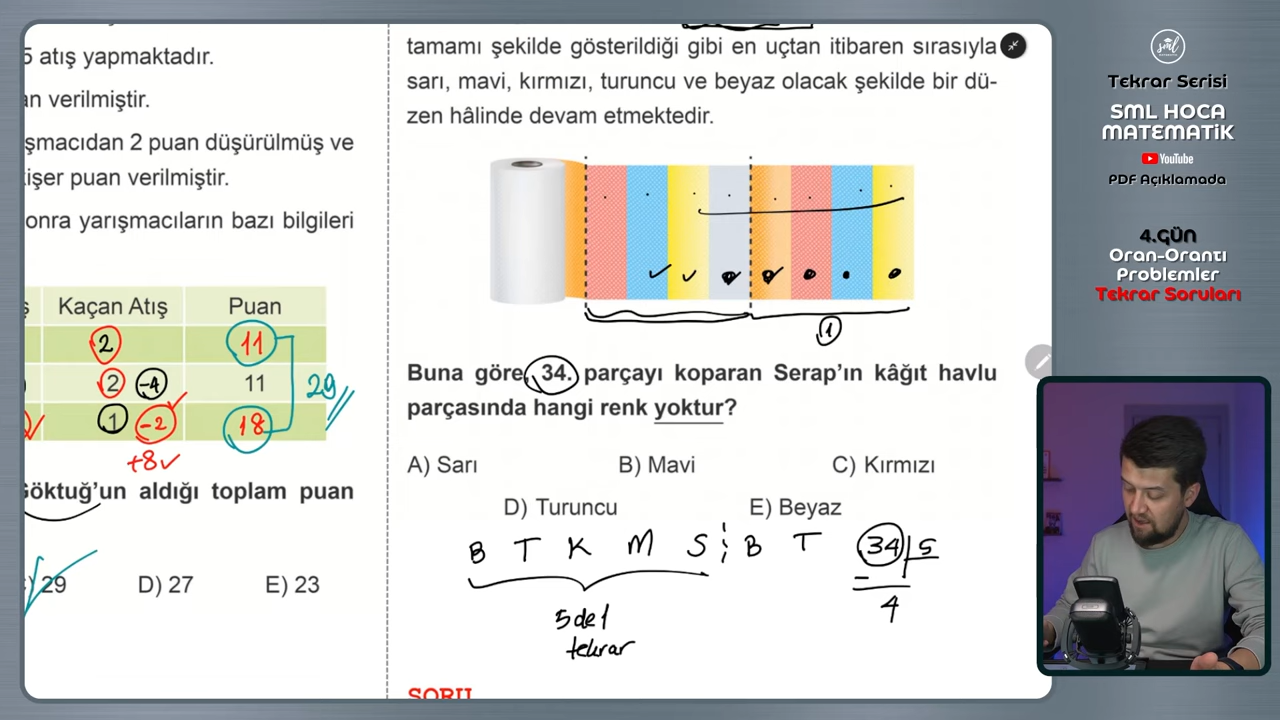 5 atış yapmaktadır.
an verilmiştir.
şmacıdan 2 puan düşürülmüş ve
kişer puan verilmiştir.
onra yarışmacıların bazı bilgileri
Kaçan Atış Puan
2 11
2 -4 11
1 -2 18
29
+8
Göktuğ'un aldığı toplam puan
29 D) 27 E) 23
tamamı şekilde gösterildiği gibi en uçtan itibaren sırasıyla
sarı, mavi, kırmızı, turuncu ve beyaz olacak şekilde bir dü-
zen hâlinde devam etmektedir.
1
Buna göre, 34. parçayı koparan Serap'ın kâğıt havlu
parçasında hangi renk yoktur?
A) Sarı B) Mavi C) Kırmızı
D) Turuncu E) Beyaz
B T K M S B T 34 5
- 4
5 def
tekrar
SORU
sml
Tekrar Serisi
SML HOCA
MATEMATİK
YouTube
PDF Açıklamada
4.GÜN
Oran-Orantı
Problemler
Tekrar Soruları